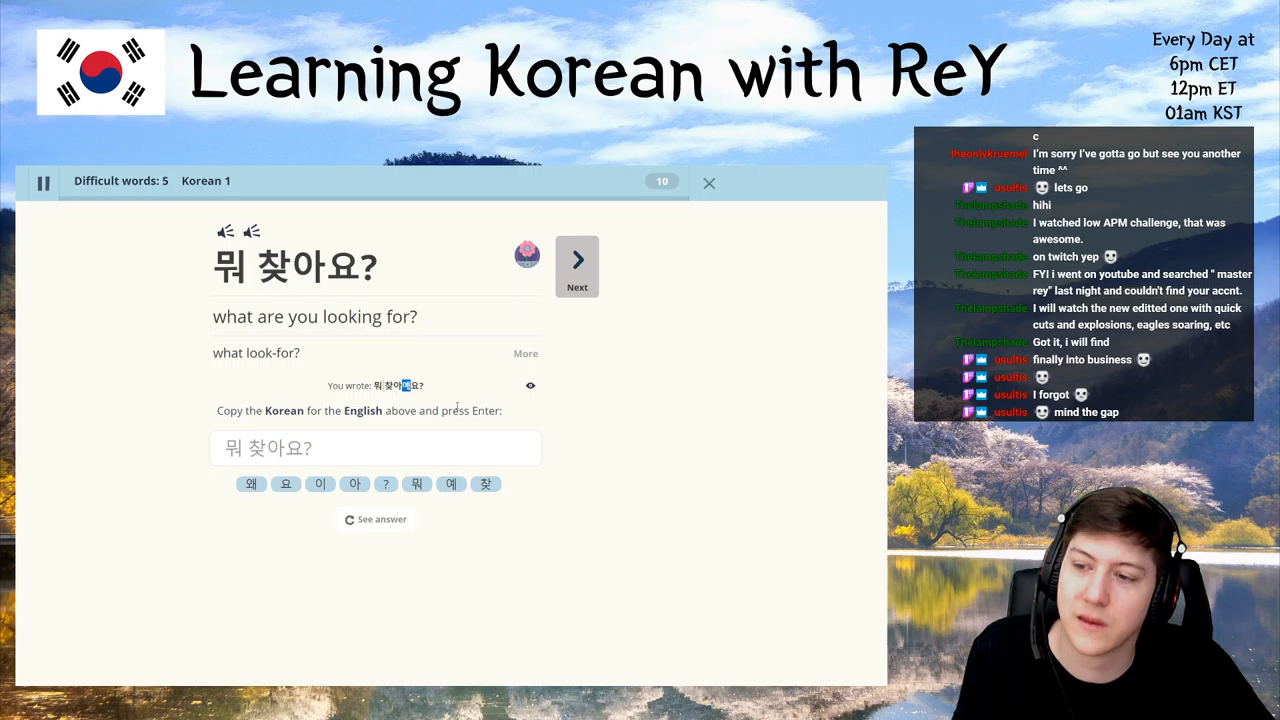 Learning Korean with ReY
Every Day at
6pm CET
12pm ET
01am KST
Difficult words: 5 Korean 1
10
뭐 찾아요?
Next
what are you looking for?
what look-for?
More
You wrote: 뭐 찾아예요?
Copy the Korean for the English above and press Enter:
뭐 찾아요?
왜 요 이 아 ? 뭐 예 찾
See answer
c
theonlykruemel I'm sorry I've gotta go but see you another
time ^^
usultis lets go
Thelampshade hihi
Thelampshade I watched low APM challenge, that was
awesome.
Thelampshade on twitch yep
Thelampshade FYI i went on youtube and searched " master
rey" last night and couldn't find your accnt.
Thelampshade I will watch the new editted one with quick
cuts and explosions, eagles soaring, etc
Thelampshade Got it, i will find
usultis finally into business
usultis
usultis I forgot
usultis mind the gap